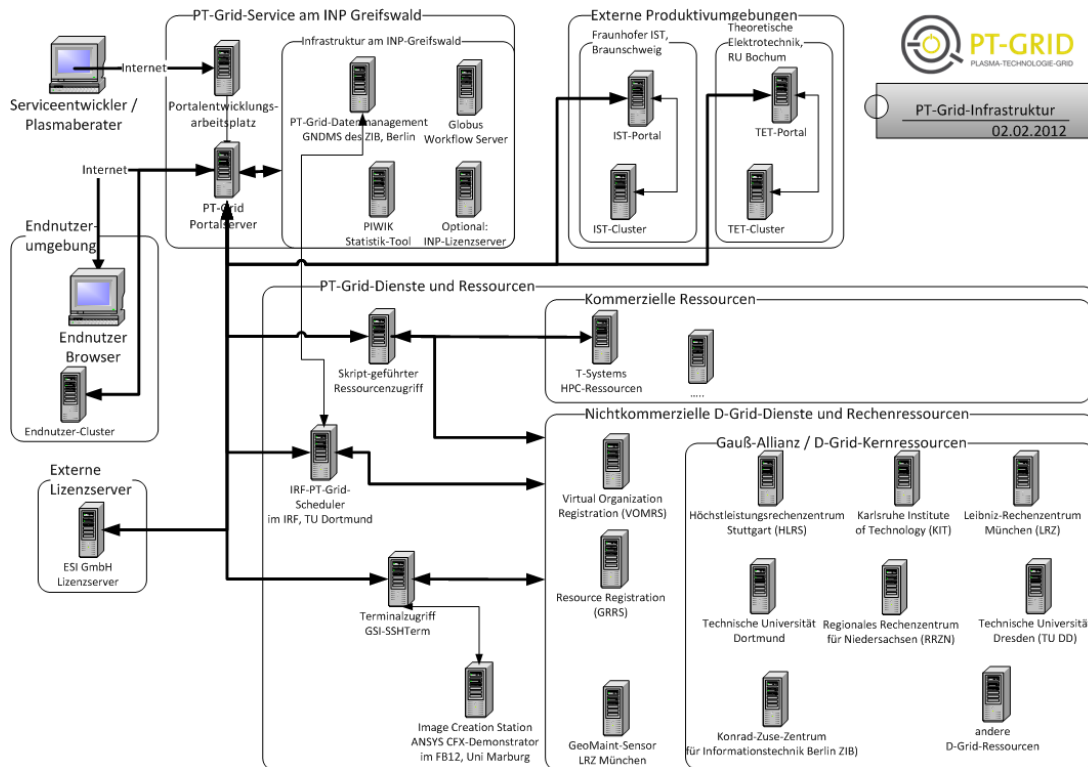 PT-Grid-Service am INP Greifswald
Externe Produktivumgebungen
PT-GRID
PLASMA-TECHNOLOGIE-GRID
PT-Grid-Infrastruktur
02.02.2012
Internet
Serviceentwickler /
Plasmaberater
Portalentwicklungs-
arbeitsplatz
Infrastruktur am INP-Greifswald
PT-Grid-Datenmanagement
GNDMS des ZIB, Berlin
Globus
Workflow Server
PIWIK
Statistik-Tool
Optional:
INP-Lizenzserver
PT-Grid
Portalserver
Fraunhofer IST,
Braunschweig
IST-Portal
IST-Cluster
Theoretische
Elektrotechnik,
RU Bochum
TET-Portal
TET-Cluster
Internet
Endnutzer-
umgebung
Endnutzer
Browser
Endnutzer-Cluster
Externe
Lizenzserver
ESI GmbH
Lizenzserver
PT-Grid-Dienste und Ressourcen
Skript-geführter
Ressourcenzugriff
IRF-PT-Grid-
Scheduler
im IRF, TU Dortmund
Terminalzugriff
GSI-SSHTerm
Image Creation Station
ANSYS CFX-Demonstrator
im FB12, Uni Marburg
Kommerzielle Ressourcen
T-Systems
HPC-Ressourcen
.....
Nichtkommerzielle D-Grid-Dienste und Rechenressourcen
Virtual Organization
Registration (VOMRS)
Resource Registration
(GRRS)
GeoMaint-Sensor
LRZ München
Gauß-Allianz / D-Grid-Kernressourcen
Höchstleistungsrechenzentrum
Stuttgart (HLRS)
Karlsruhe Institute
of Technology (KIT)
Leibniz-Rechenzentrum
München (LRZ)
Technische Universität
Dortmund
Regionales Rechenzentrum
für Niedersachsen (RRZN)
Technische Universitä
Dresden (TU DD)
Konrad-Zuse-Zentrum
für Informationstechnik Berlin ZIB)
andere
D-Grid-Ressourcen